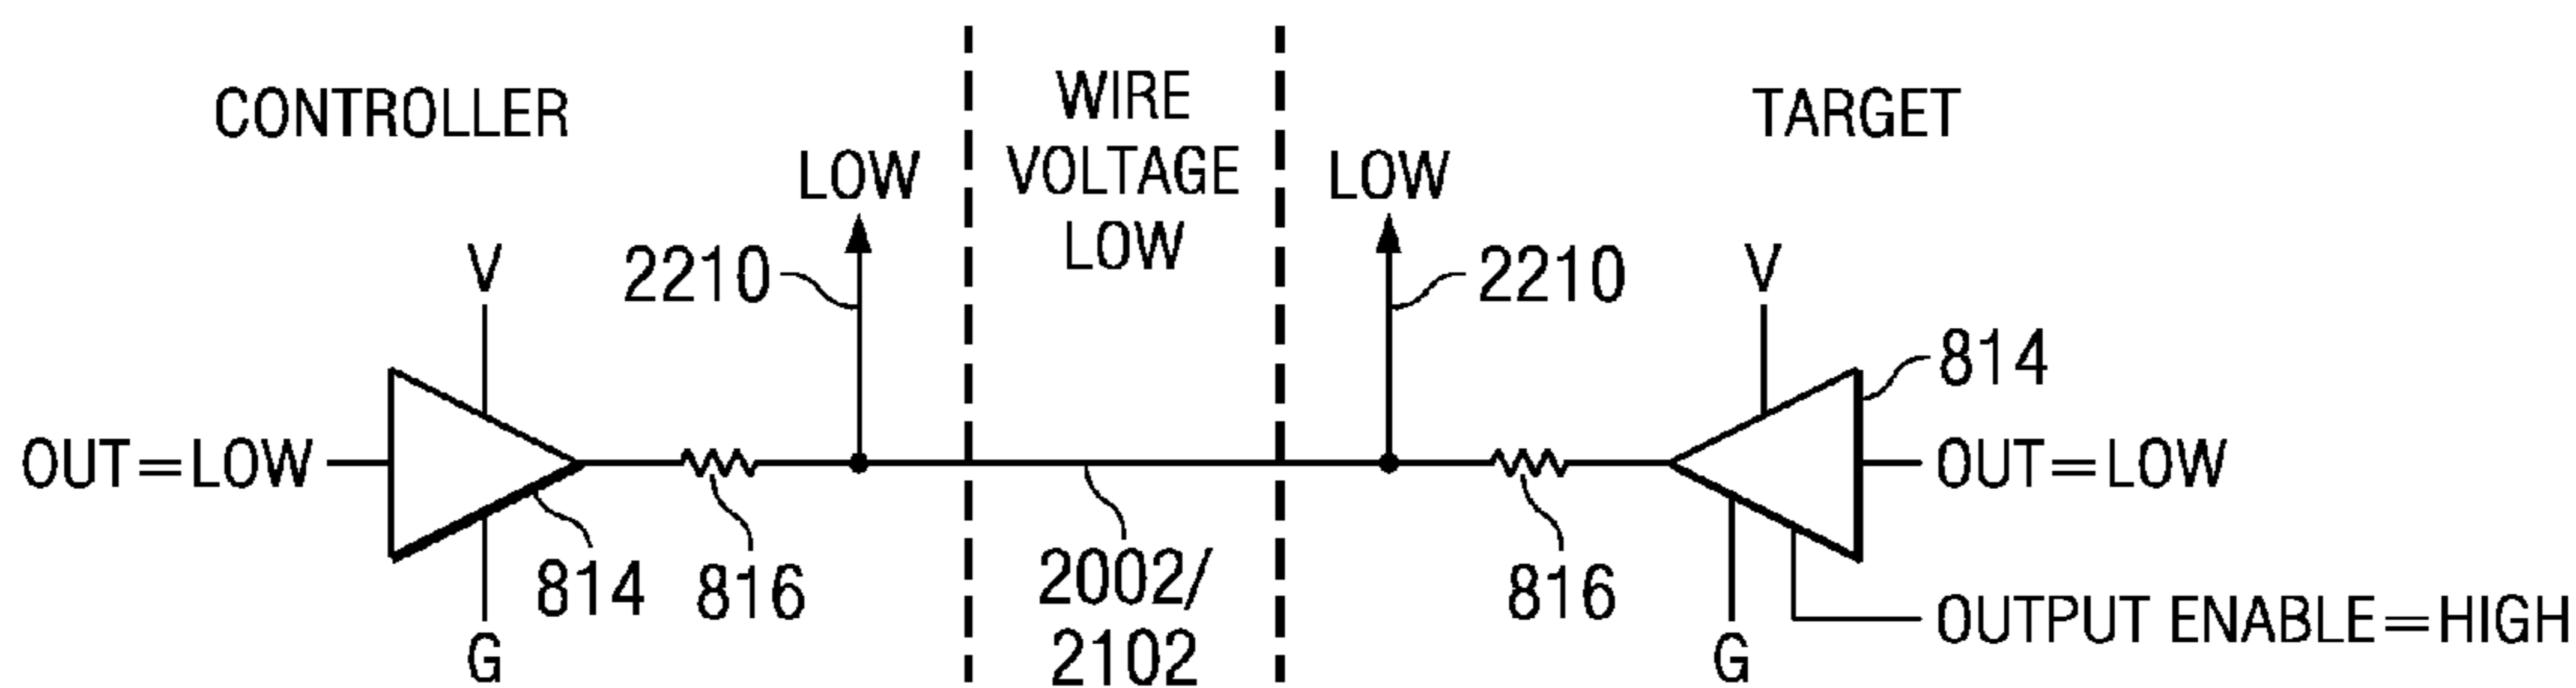 CONTROLLER
WIRE
VOLTAGE
LOW
TARGET
LOW
LOW
V
2210
2210
V
814
OUT=LOW
OUT=LOW
814
816
2002/
2102
816
OUTPUT ENABLE=HIGH
G
G